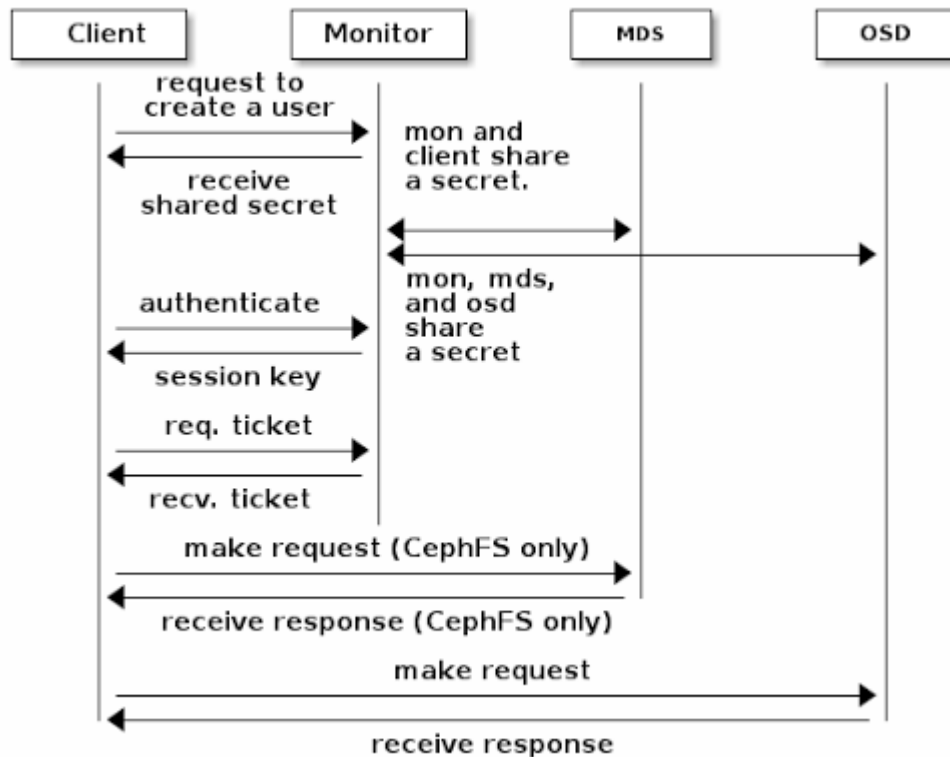 Client
Monitor
MDS
OSD
request to
create a user
mon and
client share
a secret.
receive
shared secret
mon, mds,
and osd
share
a secret
authenticate
session key
req. ticket
recv. ticket
make request (CephFS only)
receive response (CephFS only)
make request
receive response